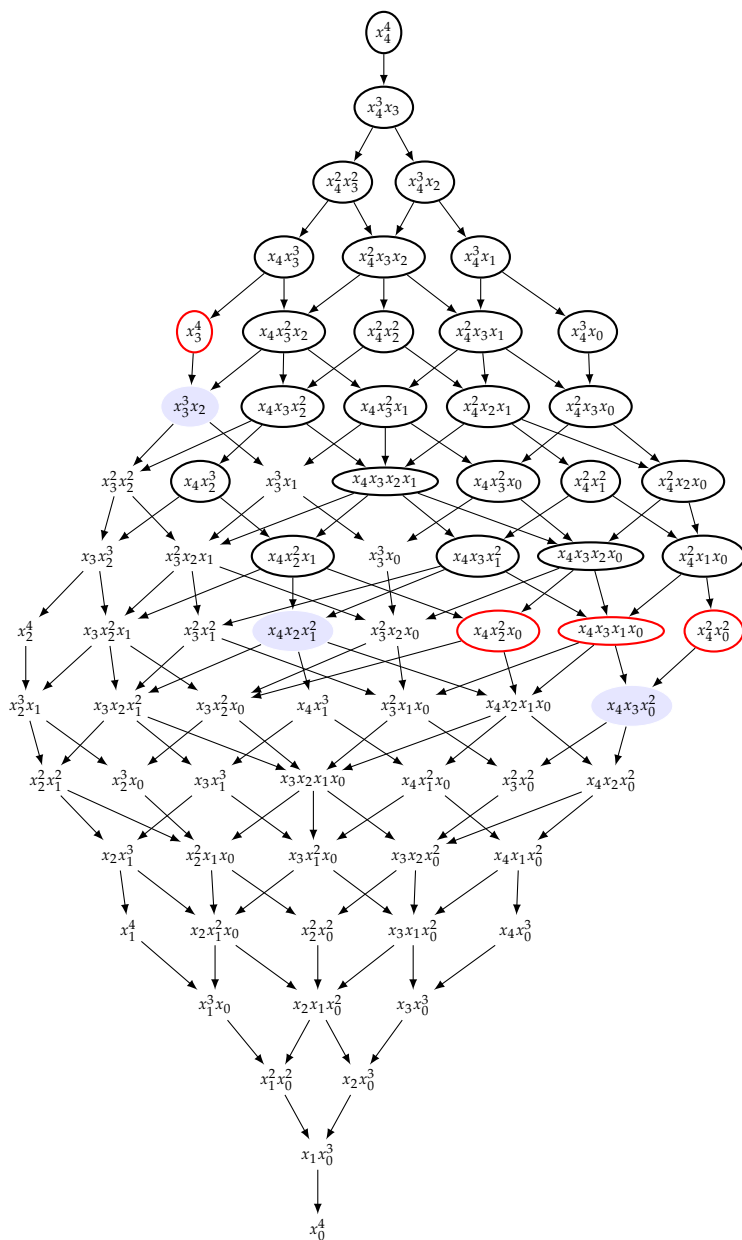 $x_4^4$
$x_4^3x_3$
$x_4^2x_3^2$ $x_4^3x_2$
$x_4x_3^3$ $x_4^2x_3x_2$ $x_4^3x_1$
$x_3^4$ $x_4x_3^2x_2$ $x_4^2x_2^2$ $x_4^2x_3x_1$ $x_4^3x_0$
$x_3^3x_2$ $x_4x_3x_2^2$ $x_4x_3^2x_1$ $x_4^2x_2x_1$ $x_4^2x_3x_0$
$x_3^2x_2^2$ $x_4x_2^3$ $x_3^3x_1$ $x_4x_3x_2x_1$ $x_4x_3^2x_0$ $x_4^2x_1^2$ $x_4^2x_2x_0$
$x_3x_2^3$ $x_3^2x_2x_1$ $x_4x_2^2x_1$ $x_3^3x_0$ $x_4x_3x_1^2$ $x_4x_3x_2x_0$ $x_4^2x_1x_0$
$x_2^4$ $x_3x_2^2x_1$ $x_3^2x_1^2$ $x_4x_2x_1^2$ $x_3^2x_2x_0$ $x_4x_2^2x_0$ $x_4x_3x_1x_0$ $x_4^2x_0^2$
$x_2^3x_1$ $x_3x_2x_1^2$ $x_3x_2^2x_0$ $x_4x_1^3$ $x_3^2x_1x_0$ $x_4x_2x_1x_0$ $x_4x_3x_0^2$
$x_2^2x_1^2$ $x_2^3x_0$ $x_3x_1^3$ $x_3x_2x_1x_0$ $x_4x_1^2x_0$ $x_3^2x_0^2$ $x_4x_2x_0^2$
$x_2x_1^3$ $x_2^2x_1x_0$ $x_3x_1^2x_0$ $x_3x_2x_0^2$ $x_4x_1x_0^2$
$x_1^4$ $x_2x_1^2x_0$ $x_2^2x_0^2$ $x_3x_1x_0^2$ $x_4x_0^3$
$x_1^3x_0$ $x_2x_1x_0^2$ $x_3x_0^3$
$x_1^2x_0^2$ $x_2x_0^3$
$x_1x_0^3$
$x_0^4$